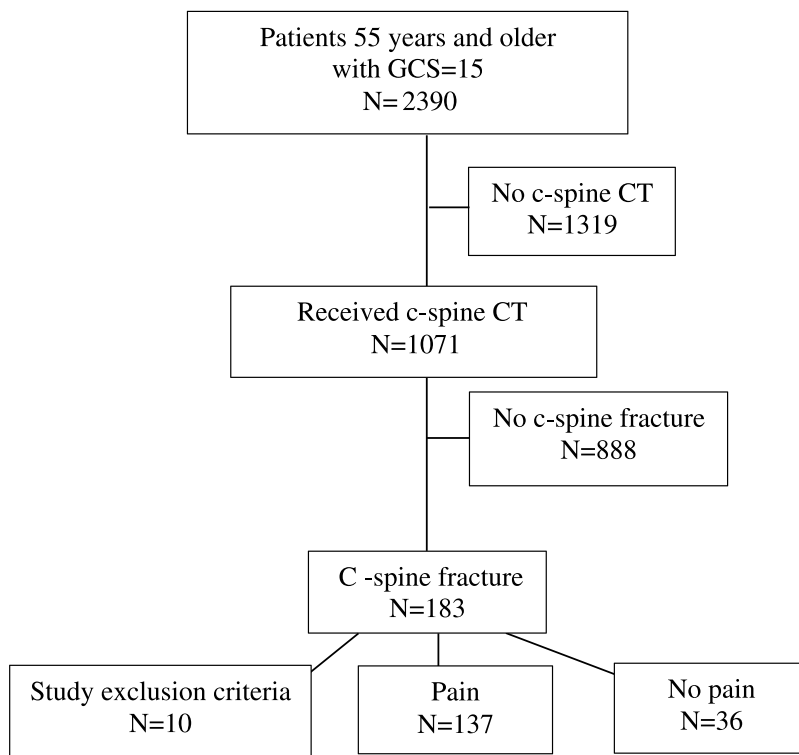 Patients 55 years and older
with GCS=15
N=2390
No c-spine CT
N=1319
Received c-spine CT
N=1071
No c-spine fracture
N=888
C -spine fracture
N=183
Study exclusion criteria
N=10
Pain
N=137
No pain
N=36